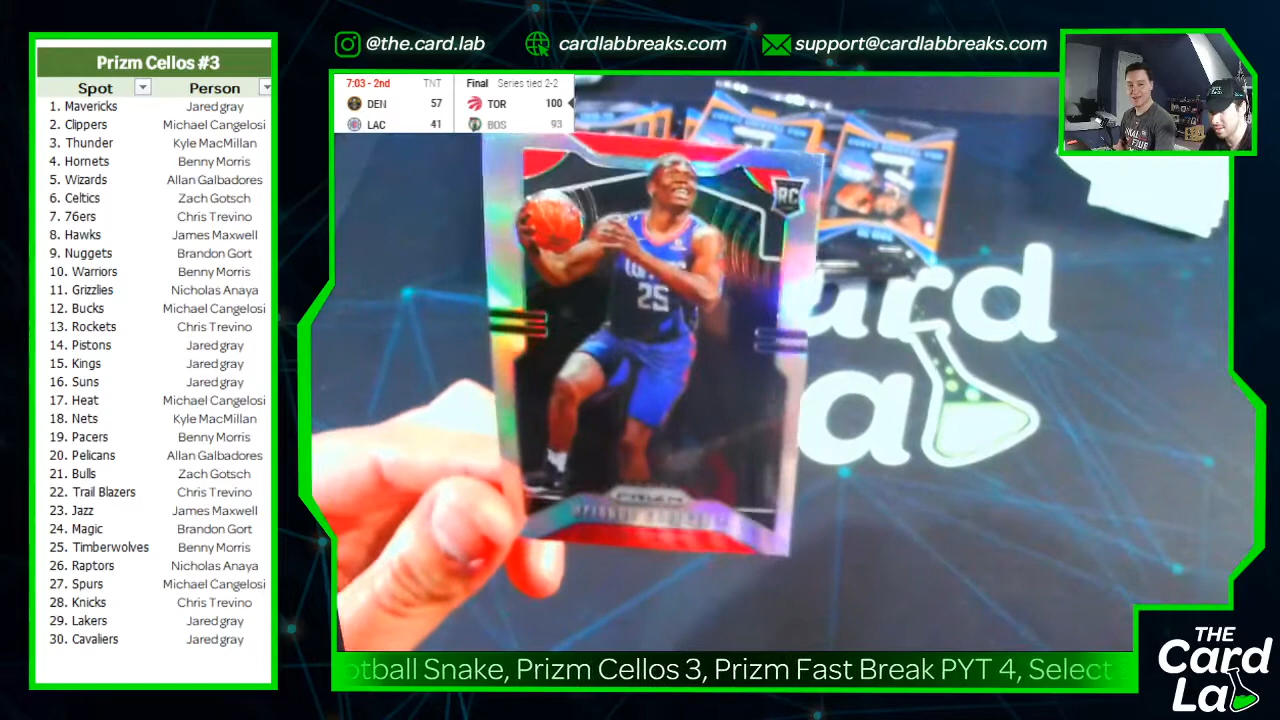 @the.card.lab
cardlabbreaks.com
support@cardlabbreaks.com
Prizm Cellos #3
Spot Person
1. Mavericks Jared gray
2. Clippers Michael Cangelosi
3. Thunder Kyle MacMillan
4. Hornets Benny Morris
5. Wizards Allan Galbadores
6. Celtics Zach Gotsch
7. 76ers Chris Trevino
8. Hawks James Maxwell
9. Nuggets Brandon Gort
10. Warriors Benny Morris
11. Grizzlies Nicholas Anaya
12. Bucks Michael Cangelosi
13. Rockets Chris Trevino
14. Pistons Jared gray
15. Kings Jared gray
16. Suns Jared gray
17. Heat Michael Cangelosi
18. Nets Kyle MacMillan
19. Pacers Benny Morris
20. Pelicans Allan Galbadores
21. Bulls Zach Gotsch
22. Trail Blazers Chris Trevino
23. Jazz James Maxwell
24. Magic Brandon Gort
25. Timberwolves Benny Morris
26. Raptors Nicholas Anaya
27. Spurs Michael Cangelosi
28. Knicks Chris Trevino
29. Lakers Jared gray
30. Cavaliers Jared gray
7:03 - 2nd TNT
DEN 57
LAC 41
Final Series tied 2-2
TOR 100
BOS 93
RC
25
PRIZM
ard
La
otball Snake, Prizm Cellos 3, Prizm Fast Break PYT 4, Select
THE
Card
La